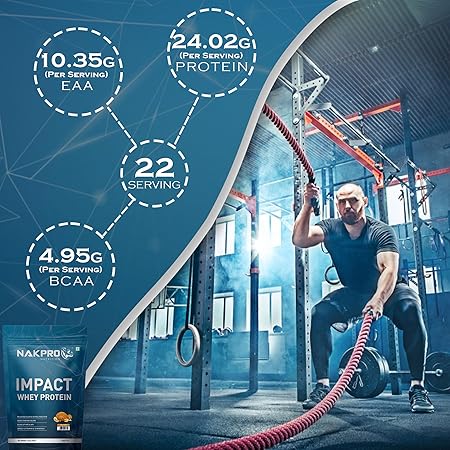 10.35G
(PER SERVING)
EAA
24.02G
(PER SERVING)
PROTEIN
22
SERVING
4.95G
(PER SERVING)
BCAA
NAKPRO
IMPACT
WHEY PROTEIN